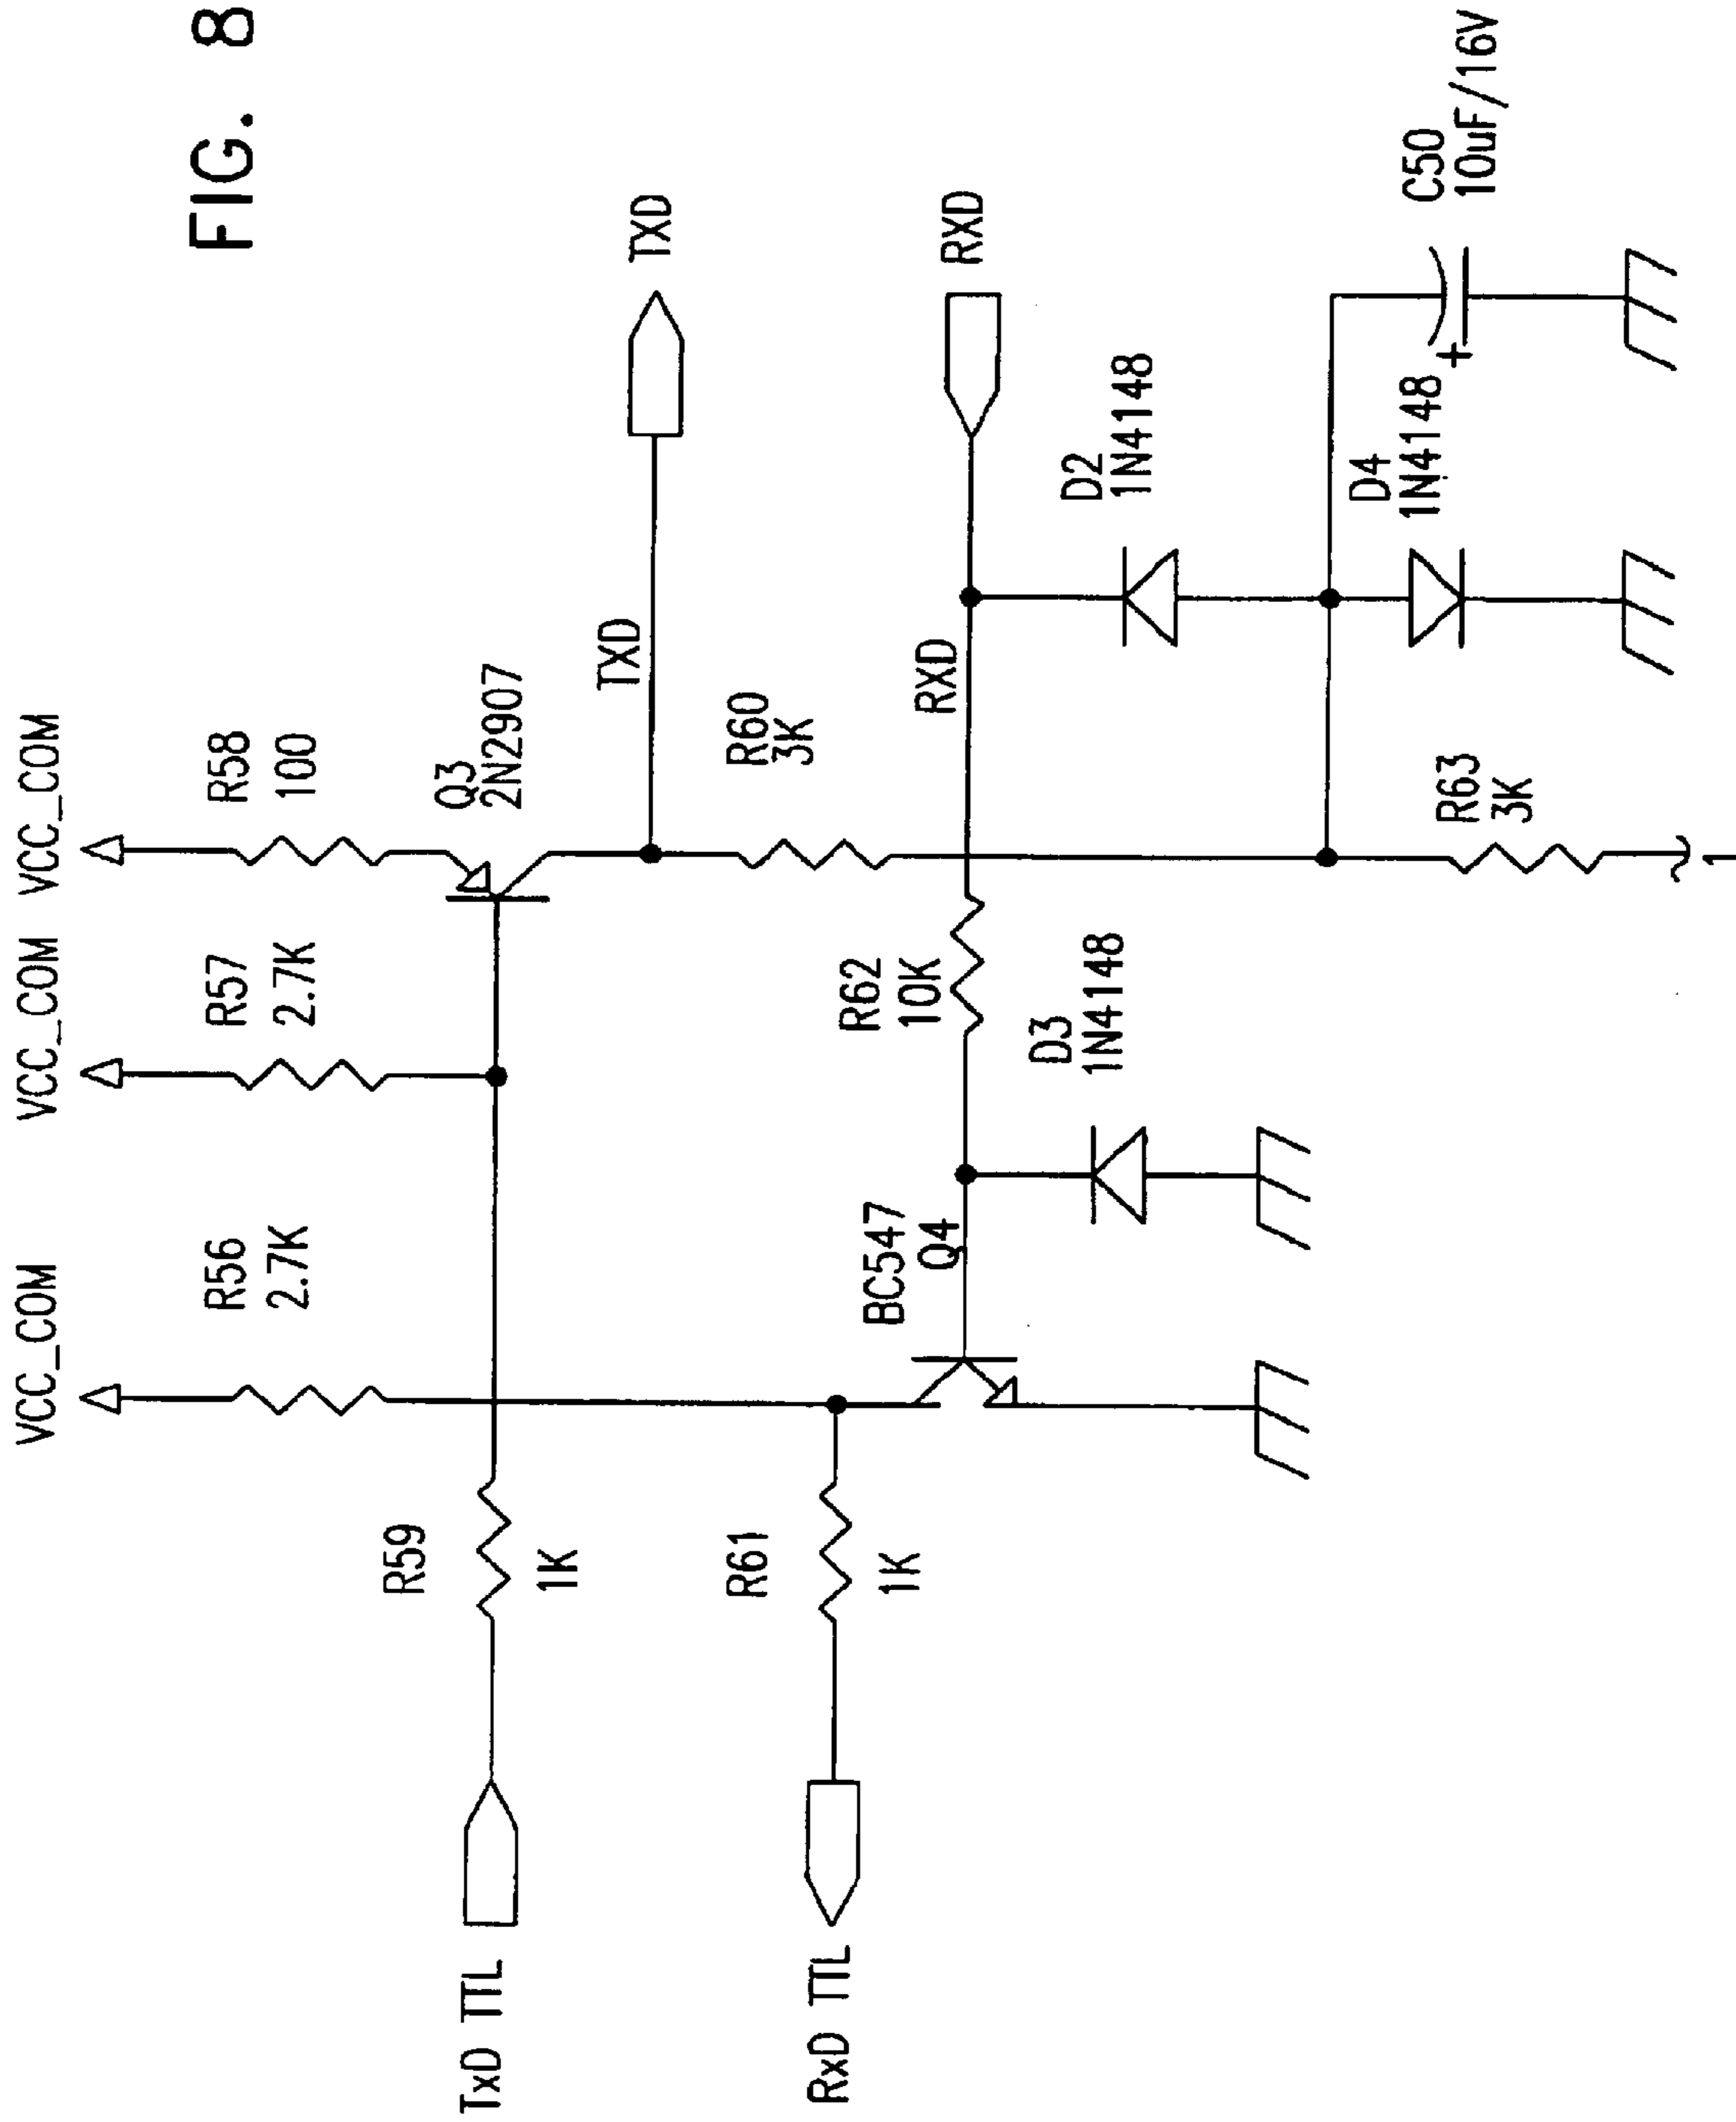 FIG. 8
VCC_COM
VCC_COM
VCC_COM
R56
2.7K
R57
2.7K
R58
100
Q3
2N2907
R59
1K
TxD TTL
TXD
TXD
R60
3K
R61
1K
RxD TTL
BC547
Q4
R62
10K
RXD
RXD
D3
1N4148
D2
1N4148
D4
1N4148
+
C50
10uF/16V
R63
3K
1